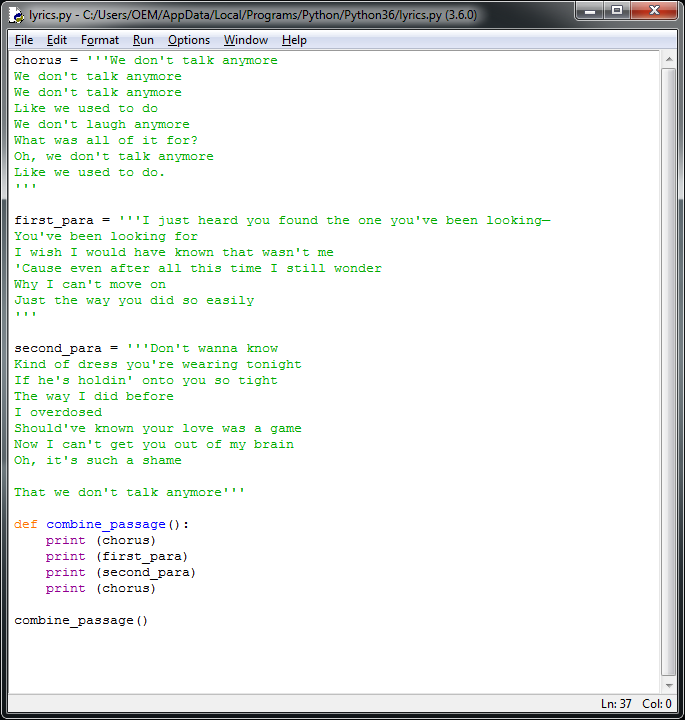 lyrics.py - C:/Users/OEM/AppData/Local/Programs/Python/Python36/lyrics.py (3.6.0)
File Edit Format Run Options Window Help
chorus = '''We don't talk anymore
We don't talk anymore
We don't talk anymore
Like we used to do
We don't laugh anymore
What was all of it for?
Oh, we don't talk anymore
Like we used to do.
'''
first_para = '''I just heard you found the one you've been looking—
You've been looking for
I wish I would have known that wasn't me
'Cause even after all this time I still wonder
Why I can't move on
Just the way you did so easily
'''
second_para = '''Don't wanna know
Kind of dress you're wearing tonight
If he's holdin' onto you so tight
The way I did before
I overdosed
Should've known your love was a game
Now I can't get you out of my brain
Oh, it's such a shame
That we don't talk anymore'''
def combine_passage():
    print (chorus)
    print (first_para)
    print (second_para)
    print (chorus)
combine_passage()
Ln: 37 Col: 0